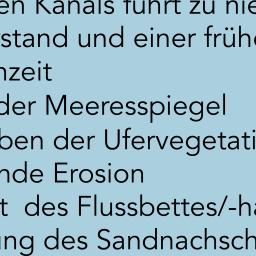 en Kanals führt zu nie
stand und einer frühe
nzeit
der Meeresspiegel
ben der Ufervegetati
nde Erosion
t des Flussbettes/-ha
ung des Sandnachsch